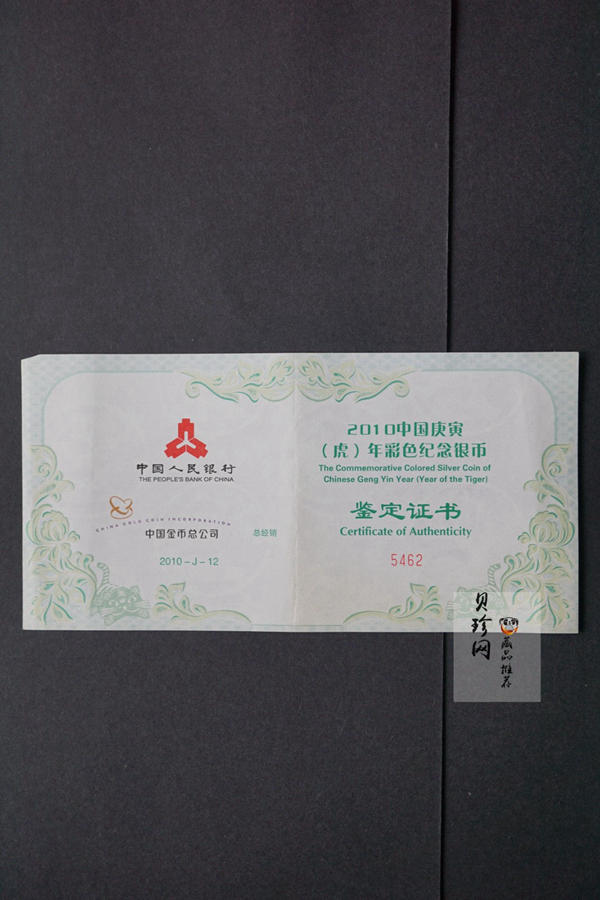 中国人民银行
THE PEOPLE'S BANK OF CHINA
CHINA GOLD COIN INCORPORATION
中国金币总公司
总经销
2010-J-12
2010中国庚寅
（虎）年彩色纪念银币
The Commemorative Colored Silver Coin of
Chinese Geng Yin Year (Year of the Tiger)
鉴定证书
Certificate of Authenticity
5462
贝珍网
藏品推荐